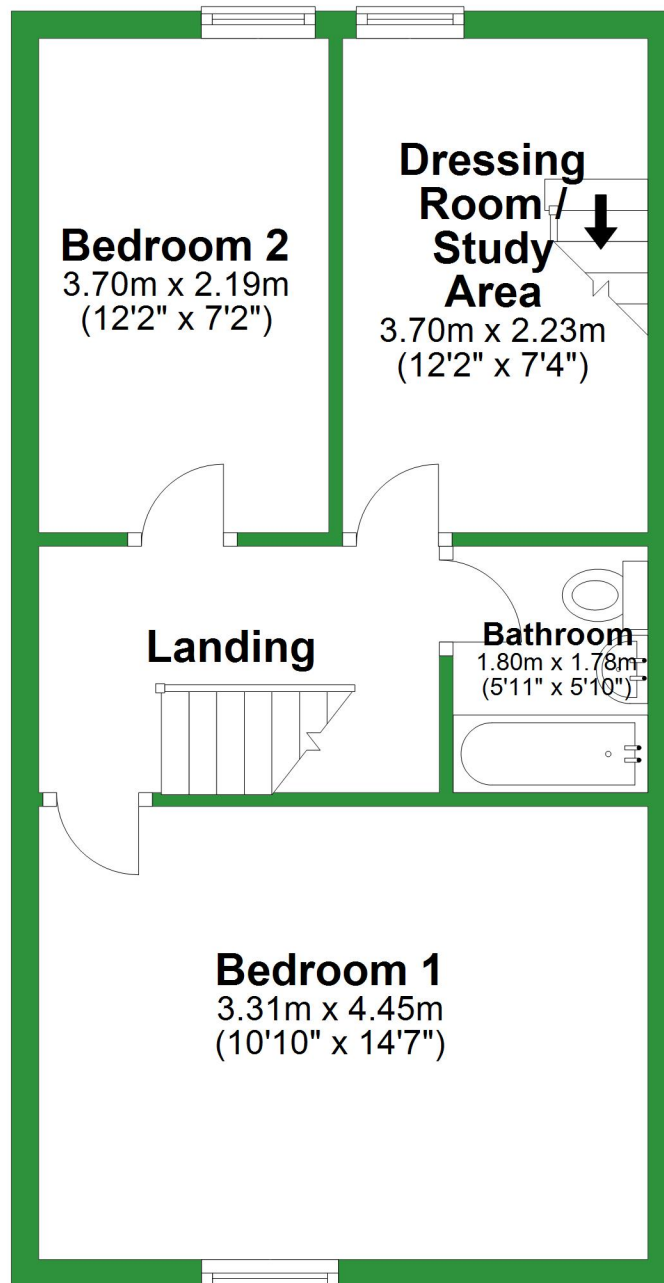 Bedroom 2
3.70m x 2.19m
(12'2" x 7'2")
Dressing
Room /
Study
Area
3.70m x 2.23m
(12'2" x 7'4")
Landing
Bathroom
1.80m x 1.78m
(5'11" x 5'10")
Bedroom 1
3.31m x 4.45m
(10'10" x 14'7")